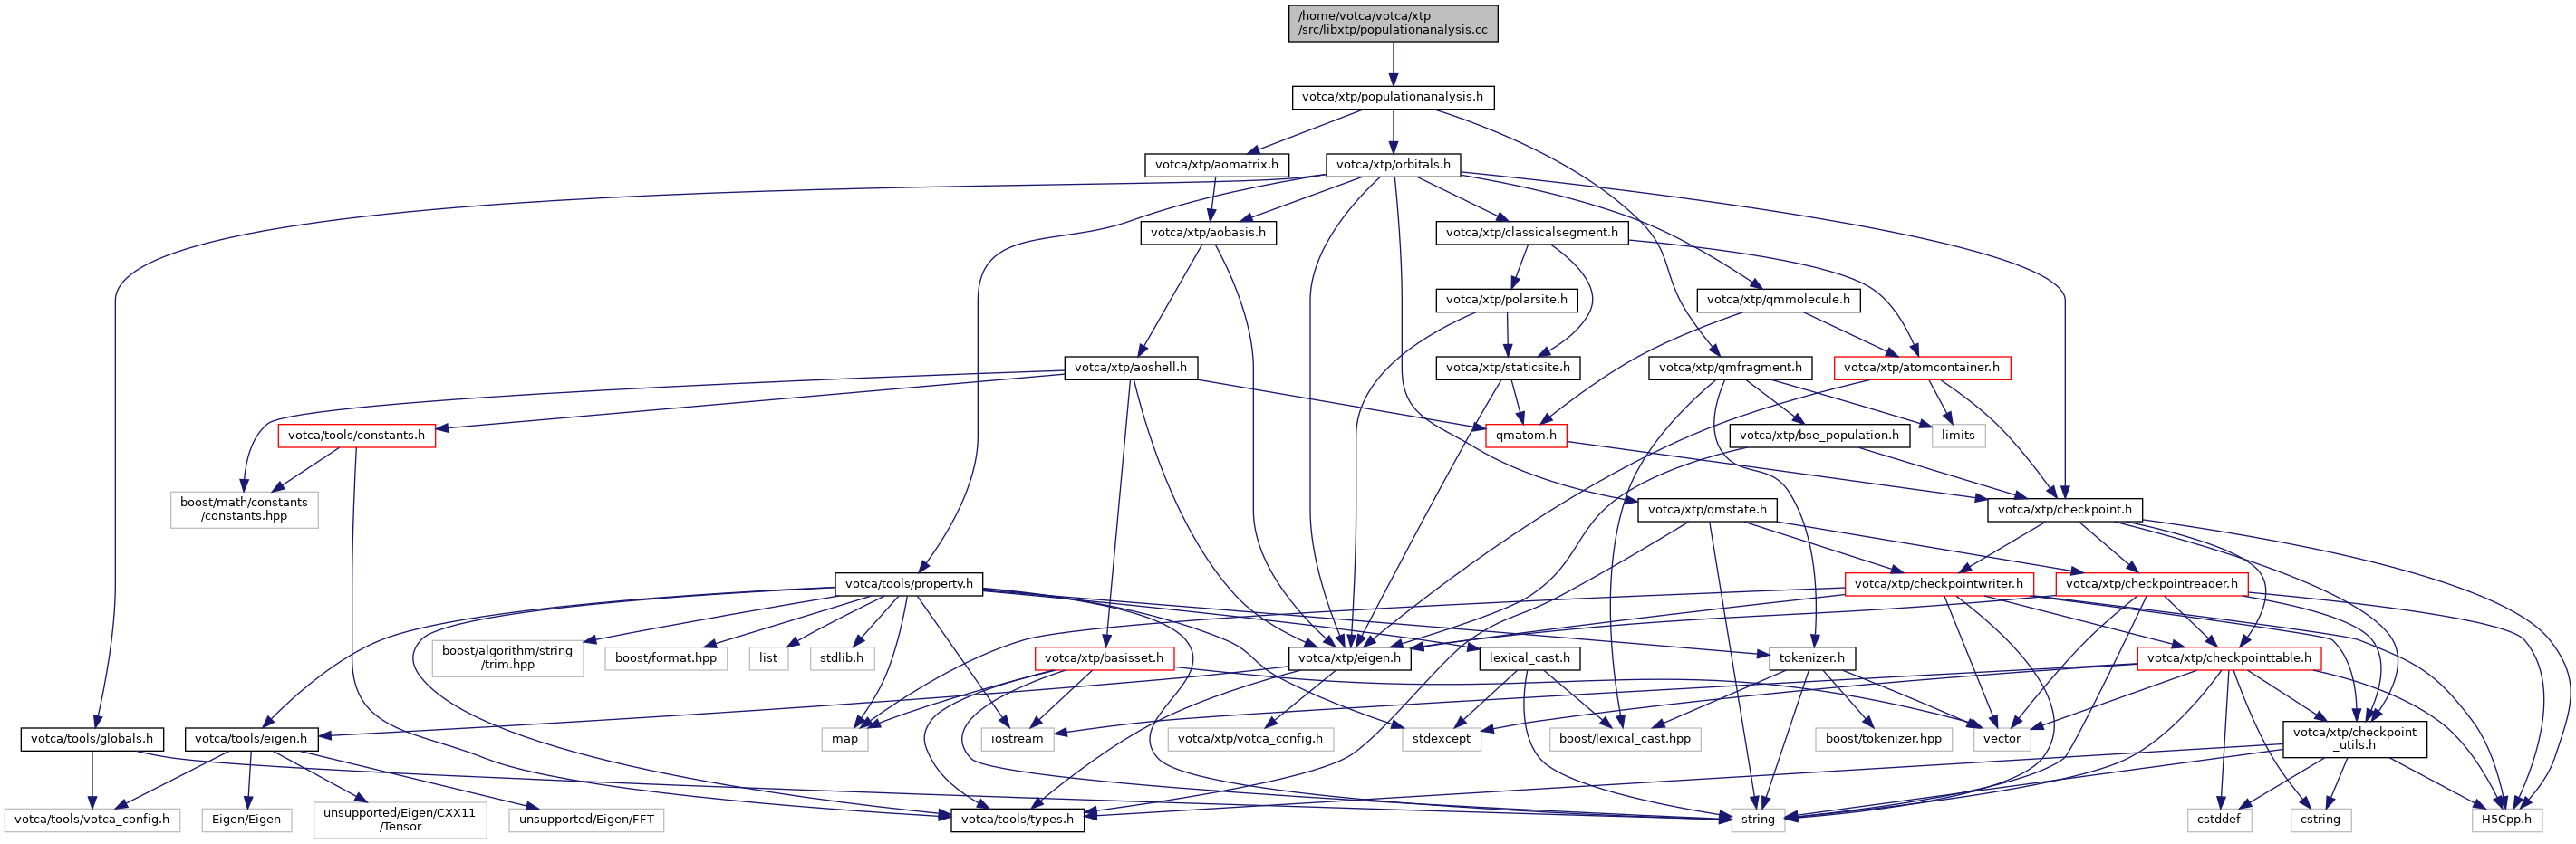 /home/votca/votca/xtp
/src/libxtp/populationanalysis.cc
votca/xtp/populationanalysis.h
votca/xtp/aomatrix.h
votca/xtp/orbitals.h
votca/xtp/aobasis.h
votca/xtp/classicalsegment.h
votca/xtp/polarsite.h
votca/xtp/qmmolecule.h
votca/xtp/aoshell.h
votca/xtp/staticsite.h
votca/xtp/qmfragment.h
votca/xtp/atomcontainer.h
votca/tools/constants.h
qmatom.h
votca/xtp/bse_population.h
limits
boost/math/constants
/constants.hpp
votca/xtp/qmstate.h
votca/xtp/checkpoint.h
votca/tools/property.h
votca/xtp/checkpointwriter.h
votca/xtp/checkpointreader.h
boost/algorithm/string
/trim.hpp
boost/format.hpp
list
stdlib.h
votca/xtp/basisset.h
votca/xtp/eigen.h
lexical_cast.h
tokenizer.h
votca/xtp/checkpointtable.h
votca/tools/globals.h
votca/tools/eigen.h
map
iostream
votca/xtp/votca_config.h
stdexcept
boost/lexical_cast.hpp
boost/tokenizer.hpp
vector
votca/xtp/checkpoint
_utils.h
votca/tools/votca_config.h
Eigen/Eigen
unsupported/Eigen/CXX11
/Tensor
unsupported/Eigen/FFT
votca/tools/types.h
string
cstddef
cstring
H5Cpp.h